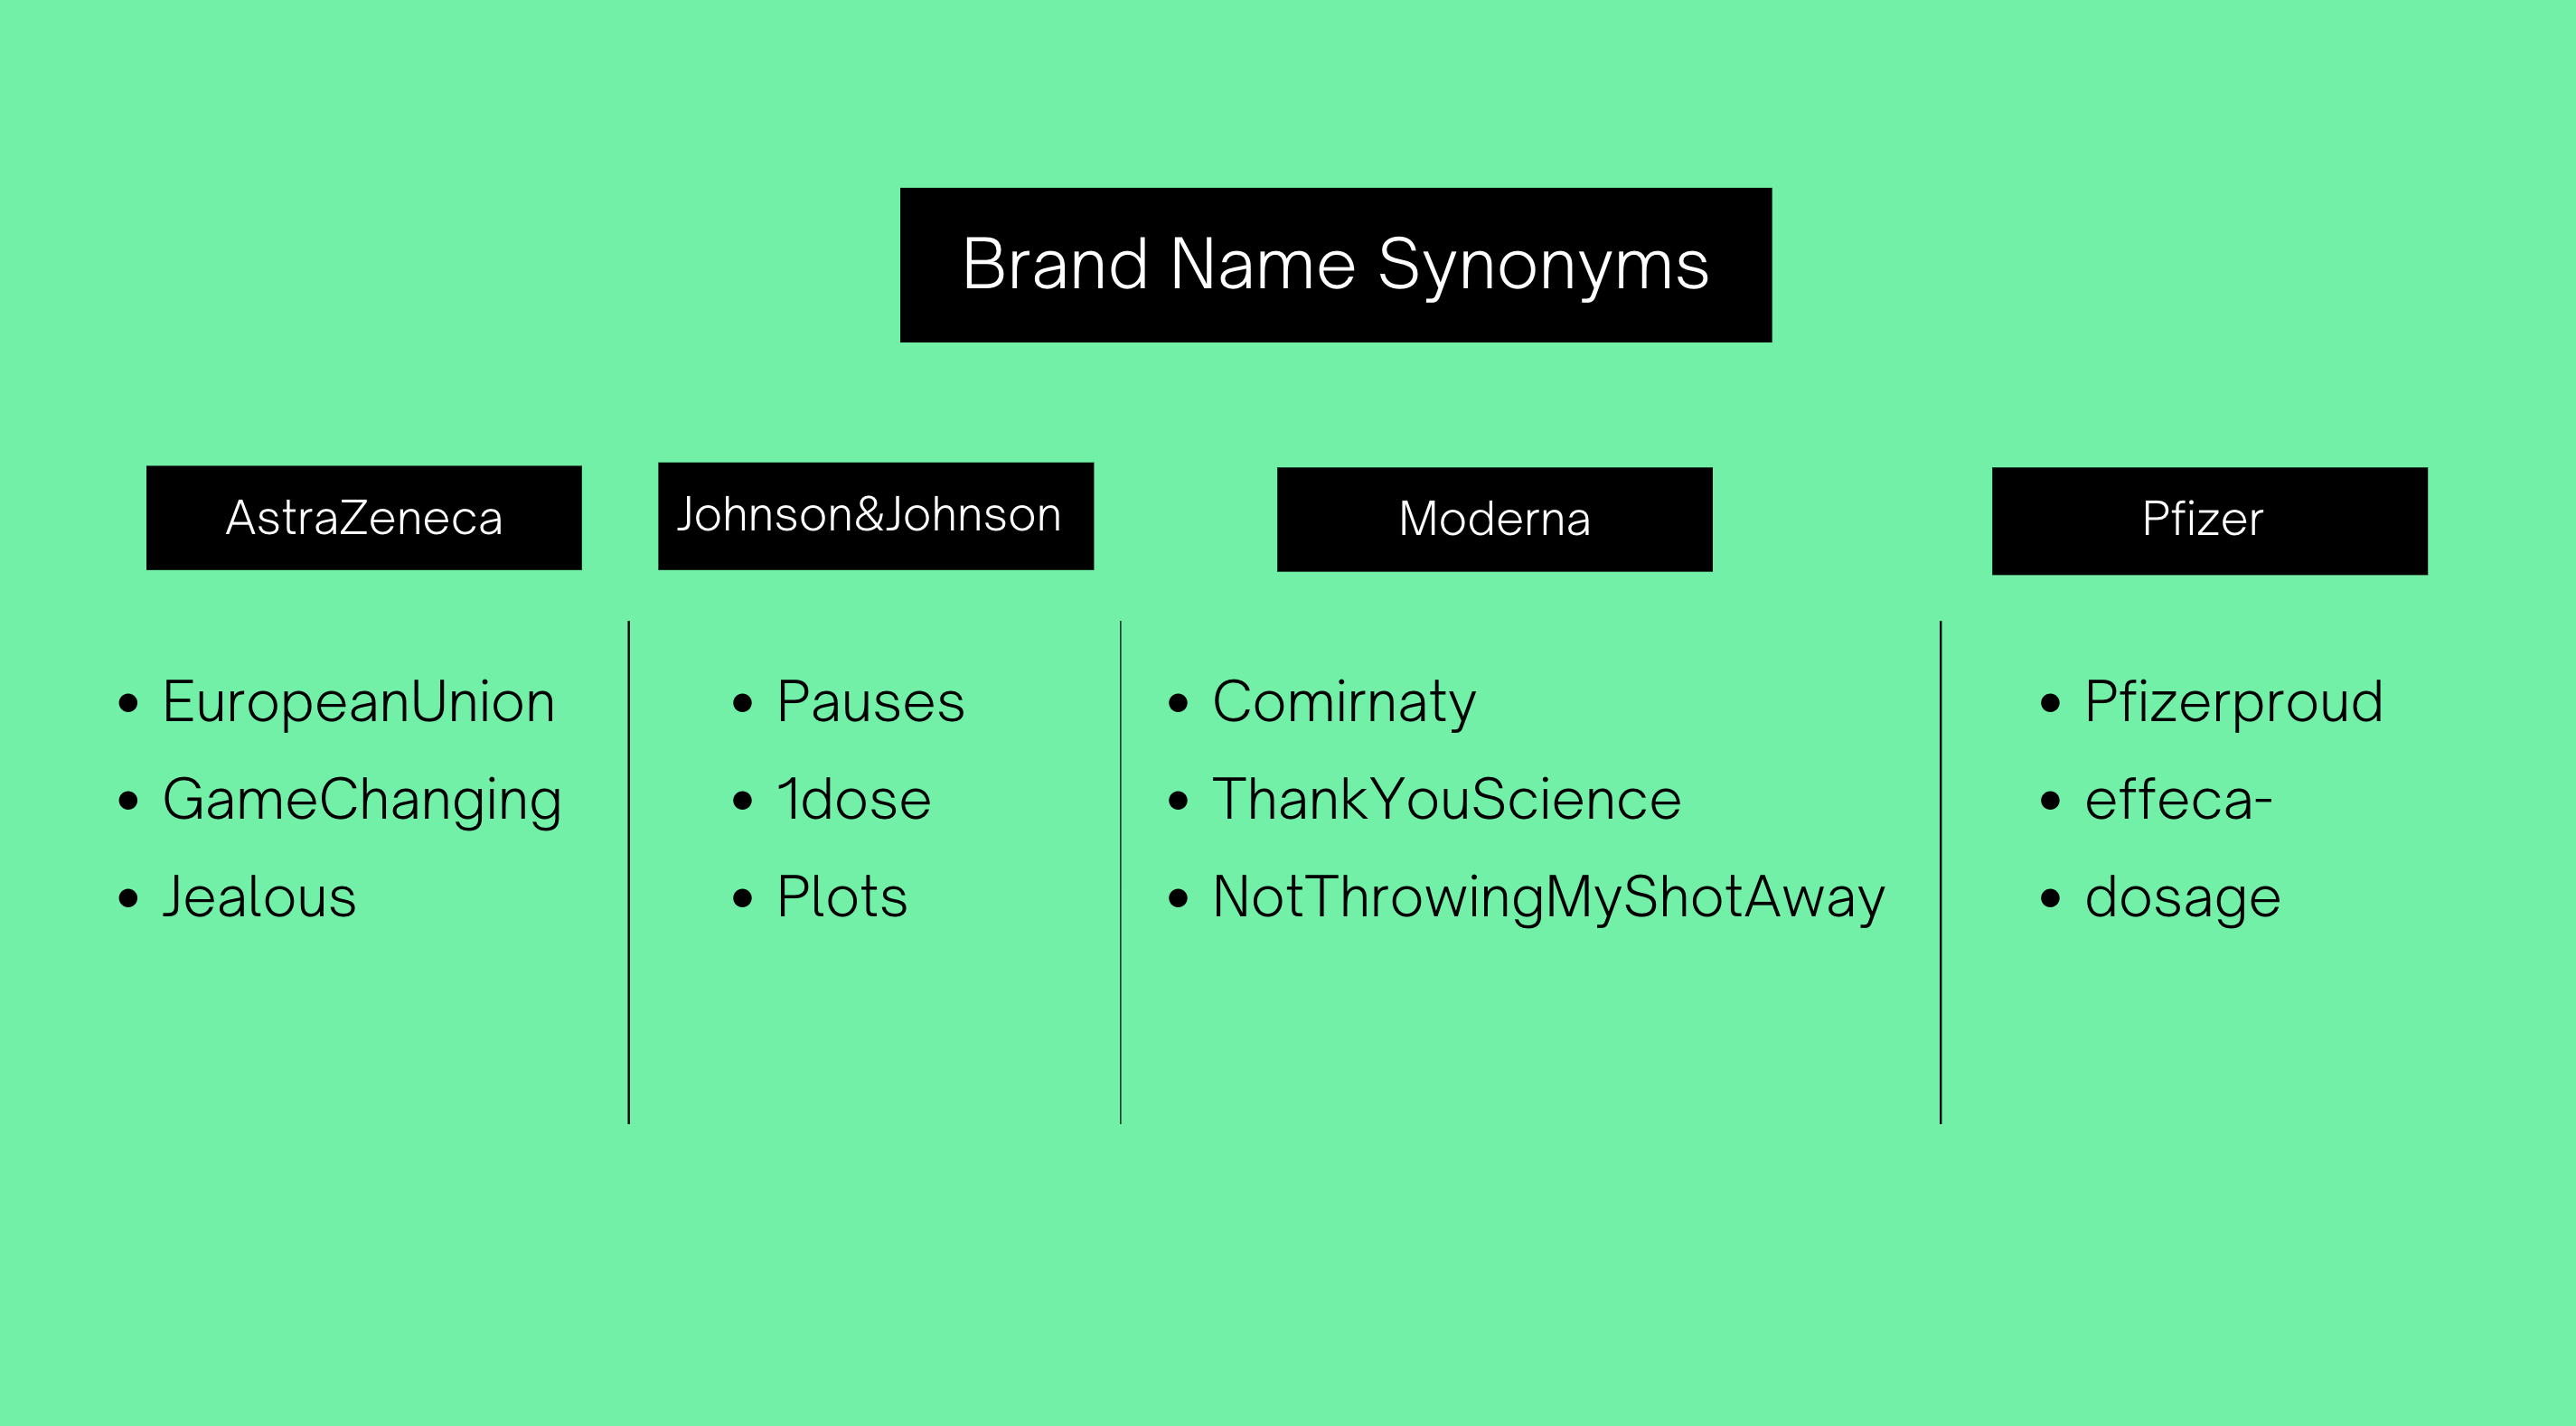 Brand Name Synonyms
AstraZeneca
• EuropeanUnion
• GameChanging
• Jealous
Johnson&Johnson
• Pauses
• 1dose
• Plots
Moderna
• Comirnaty
• ThankYouScience
• NotThrowingMyShotAway
Pfizer
• Pfizerproud
• effeca-
• dosage